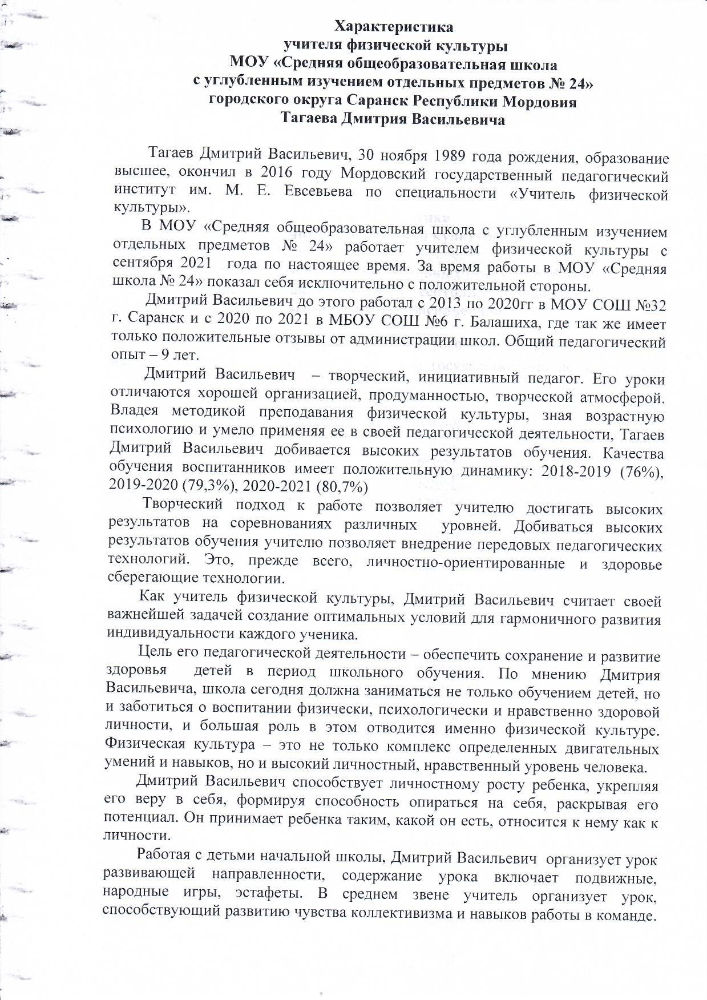 Характеристика
учителя физической культуры
МОУ «Средняя общеобразовательная школа
с углубленным изучением отдельных предметов № 24»
городского округа Саранск Республики Мордовия
Тагаева Дмитрия Васильевича
Тагаев Дмитрий Васильевич, 30 ноября 1989 года рождения, образование
высшее, окончил в 2016 году Мордовский государственный педагогический
институт им. М. Е. Евсевьева по специальности «Учитель физической
культуры».
В МОУ «Средняя общеобразовательная школа с углубленным изучением
отдельных предметов № 24» работает учителем физической культуры с
сентября 2021 года по настоящее время. За время работы в МОУ «Средняя
школа № 24» показал себя исключительно с положительной стороны.
Дмитрий Васильевич до этого работал с 2013 по 2020гг в МОУ СОШ №32
г. Саранск и с 2020 по 2021 в МБОУ СОШ №6 г. Балашиха, где так же имеет
только положительные отзывы от администрации школ. Общий педагогический
опыт – 9 лет.
Дмитрий Васильевич – творческий, инициативный педагог. Его уроки
отличаются хорошей организацией, продуманностью, творческой атмосферой.
Владея методикой преподавания физической культуры, зная возрастную
психологию и умело применяя ее в своей педагогической деятельности, Тагаев
Дмитрий Васильевич добивается высоких результатов обучения. Качества
обучения воспитанников имеет положительную динамику: 2018-2019 (76%),
2019-2020 (79,3%), 2020-2021 (80,7%)
Творческий подход к работе позволяет учителю достигать высоких
результатов на соревнованиях различных уровней. Добиваться высоких
результатов обучения учителю позволяет внедрение передовых педагогических
технологий. Это, прежде всего, личностно-ориентированные и здоровье
сберегающие технологии.
Как учитель физической культуры, Дмитрий Васильевич считает своей
важнейшей задачей создание оптимальных условий для гармоничного развития
индивидуальности каждого ученика.
Цель его педагогической деятельности – обеспечить сохранение и развитие
здоровья детей в период школьного обучения. По мнению Дмитрия
Васильевича, школа сегодня должна заниматься не только обучением детей, но
и заботиться о воспитании физически, психологически и нравственно здоровой
личности, и большая роль в этом отводится именно физической культуре.
Физическая культура – это не только комплекс определенных двигательных
умений и навыков, но и высокий личностный, нравственный уровень человека.
Дмитрий Васильевич способствует личностному росту ребенка, укрепляя
его веру в себя, формируя способность опираться на себя, раскрывая его
потенциал. Он принимает ребенка таким, какой он есть, относится к нему как к
личности.
Работая с детьми начальной школы, Дмитрий Васильевич организует урок
развивающей направленности, содержание урока включает подвижные,
народные игры, эстафеты. В среднем звене учитель организует урок,
способствующий развитию чувства коллективизма и навыков работы в команде.